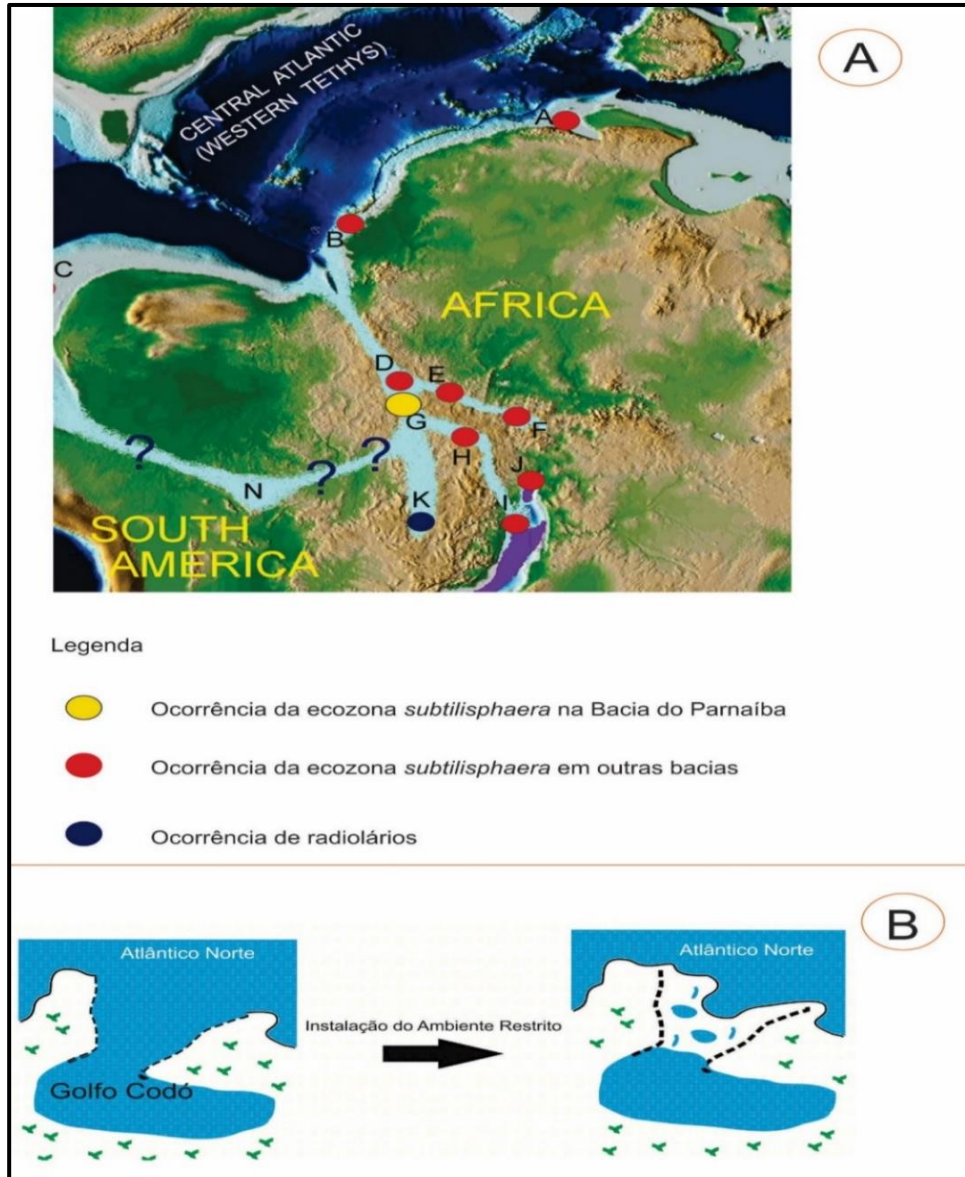 A
CENTRAL ATLANTIC
(WESTERN TETHYS)
A
B
C
AFRICA
D
E
F
G
H
J
?
?
?
N
K
I
SOUTH
AMERICA
Legenda
Ocorrência da ecozona subtilisphaera na Bacia do Parnaíba
Ocorrência da ecozona subtilisphaera em outras bacias
Ocorrência de radiolários
B
Atlântico Norte
Atlântico Norte
Instalação do Ambiente Restrito
Golfo Codó